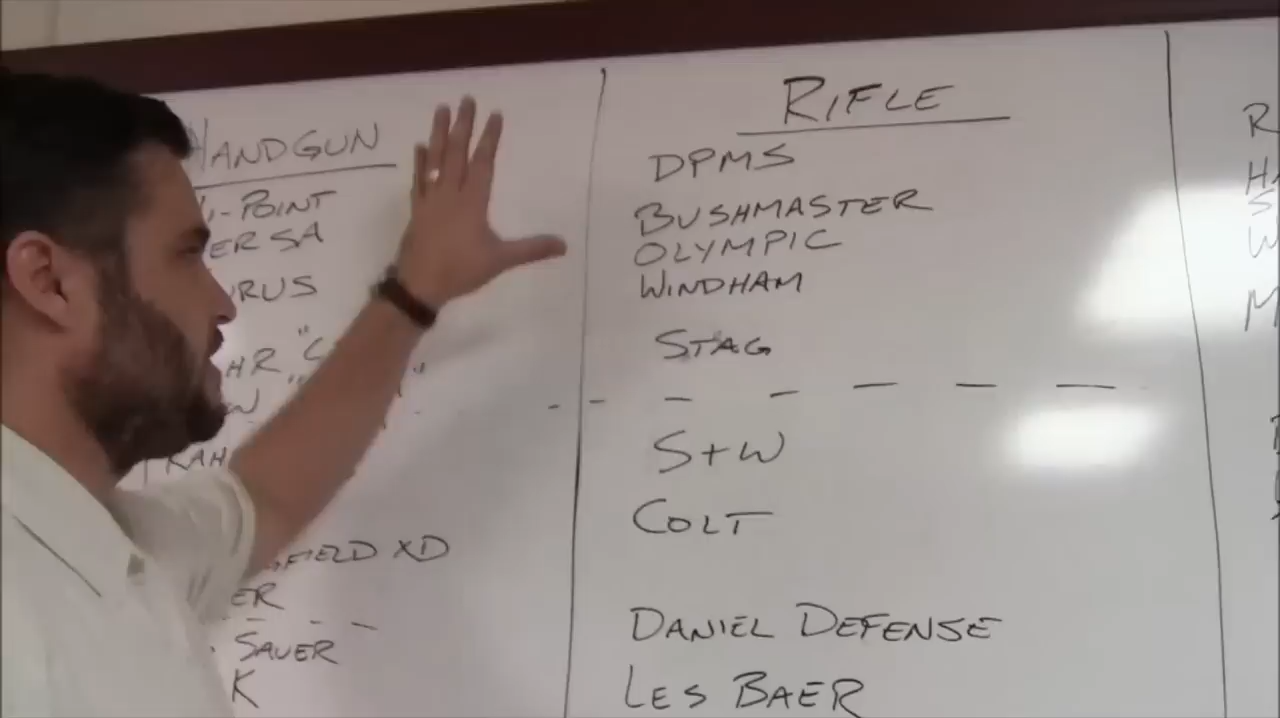 HANDGUN
-POINT
ERSA
URUS
HR "
W "
KAH
FIELD XD
ER
SAUER
K
RIFLE
DPMS
BUSHMASTER
OLYMPIC
WINDHAM
STAG
S+W
COLT
DANIEL DEFENSE
LES BAER
R
H
S
W
M